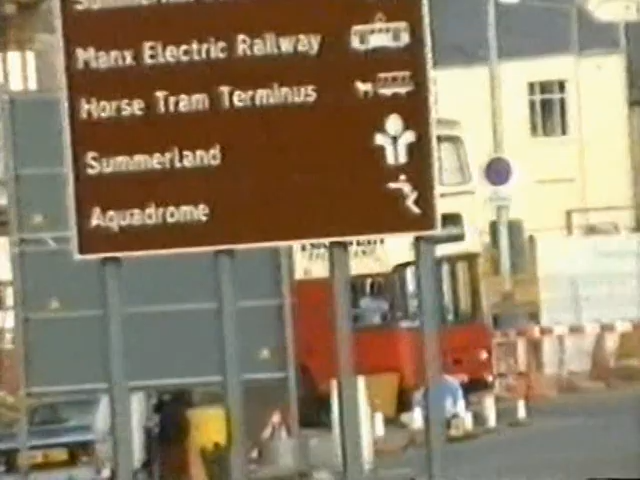 Manx Electric Railway
Horse Tram Terminus
Summerland
Aquadrome